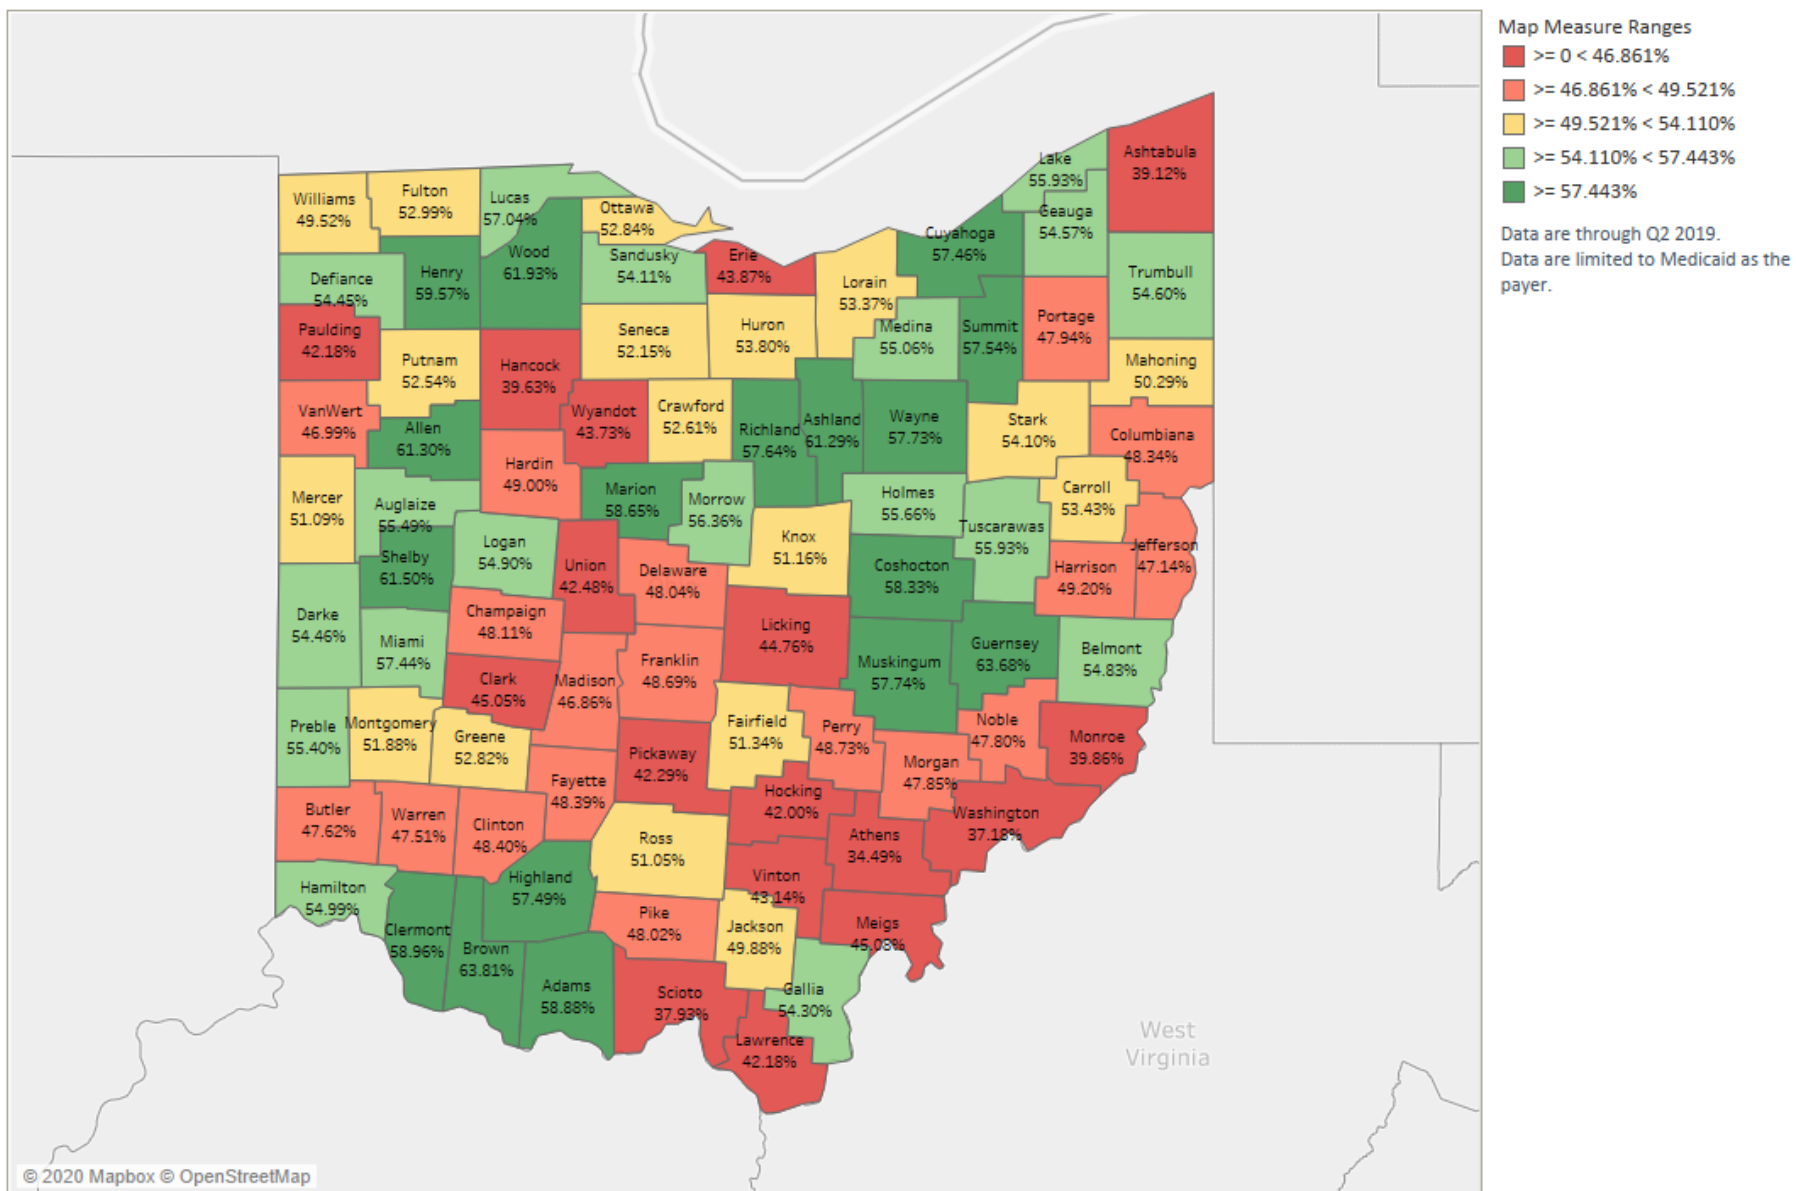 Map Measure Ranges
>= 0 < 46.861%
>= 46.861% < 49.521%
>= 49.521% < 54.110%
>= 54.110% < 57.443%
>= 57.443%
Data are through Q2 2019.
Data are limited to Medicaid as the
payer.
Ashtabula
39.12%
Lake
55.93%
Geauga
54.57%
Williams
49.52%
Fulton
52.99%
Lucas
57.04%
Ottawa
52.84%
Wood
61.93%
Sandusky
54.11%
Erie
43.87%
Cuyahoga
57.46%
Lorain
53.37%
Trumbull
54.60%
Defiance
54.45%
Henry
59.57%
Paulding
42.18%
Putnam
52.54%
Hancock
39.63%
Seneca
52.15%
Huron
53.80%
Medina
55.06%
Summit
57.54%
Portage
47.94%
Mahoning
50.29%
VanWert
46.99%
Allen
61.30%
Wyandot
43.73%
Crawford
52.61%
Richland
57.64%
Ashland
61.29%
Wayne
57.73%
Stark
54.10%
Columbiana
48.34%
Hardin
49.00%
Mercer
51.09%
Auglaize
55.49%
Marion
58.65%
Morrow
56.36%
Holmes
55.66%
Carroll
53.43%
Tuscarawas
55.93%
Logan
54.90%
Shelby
61.50%
Union
42.48%
Delaware
48.04%
Knox
51.16%
Coshocton
58.33%
Harrison
49.20%
Jefferson
47.14%
Darke
54.46%
Miami
57.44%
Champaign
48.11%
Licking
44.76%
Muskingum
57.74%
Guernsey
63.68%
Belmont
54.83%
Clark
45.05%
Madison
46.86%
Franklin
48.69%
Preble
55.40%
Montgomery
51.88%
Greene
52.82%
Pickaway
42.29%
Fairfield
51.34%
Perry
48.73%
Noble
47.80%
Monroe
39.86%
Morgan
47.85%
Fayette
48.39%
Hocking
42.00%
Washington
37.18%
Butler
47.62%
Warren
47.51%
Clinton
48.40%
Ross
51.05%
Athens
34.49%
Vinton
43.14%
Hamilton
54.99%
Highland
57.49%
Pike
48.02%
Jackson
49.88%
Meigs
45.08%
Clermont
58.96%
Brown
63.81%
Adams
58.88%
Scioto
37.93%
Gallia
54.30%
Lawrence
42.18%
West
Virginia
© 2020 Mapbox © OpenStreetMap